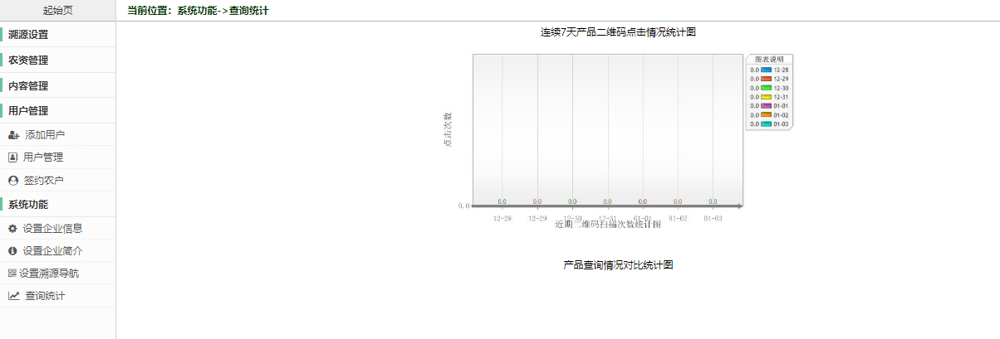 起始页
当前位置：系统功能->查询统计
溯源设置
农资管理
内容管理
用户管理
添加用户
用户管理
签约农户
系统功能
设置企业信息
设置企业简介
设置溯源导航
查询统计
连续7天产品二维码点击情况统计图
点击次数
0.0
0.0 0.0 0.0 0.0 0.0 0.0 0.0
12-28 12-29 12-30 12-31 01-01 01-02 01-03
近期二维码扫描次数统计图
图表说明
0.0 12-28
0.0 12-29
0.0 12-30
0.0 12-31
0.0 01-01
0.0 01-02
0.0 01-03
产品查询情况对比统计图